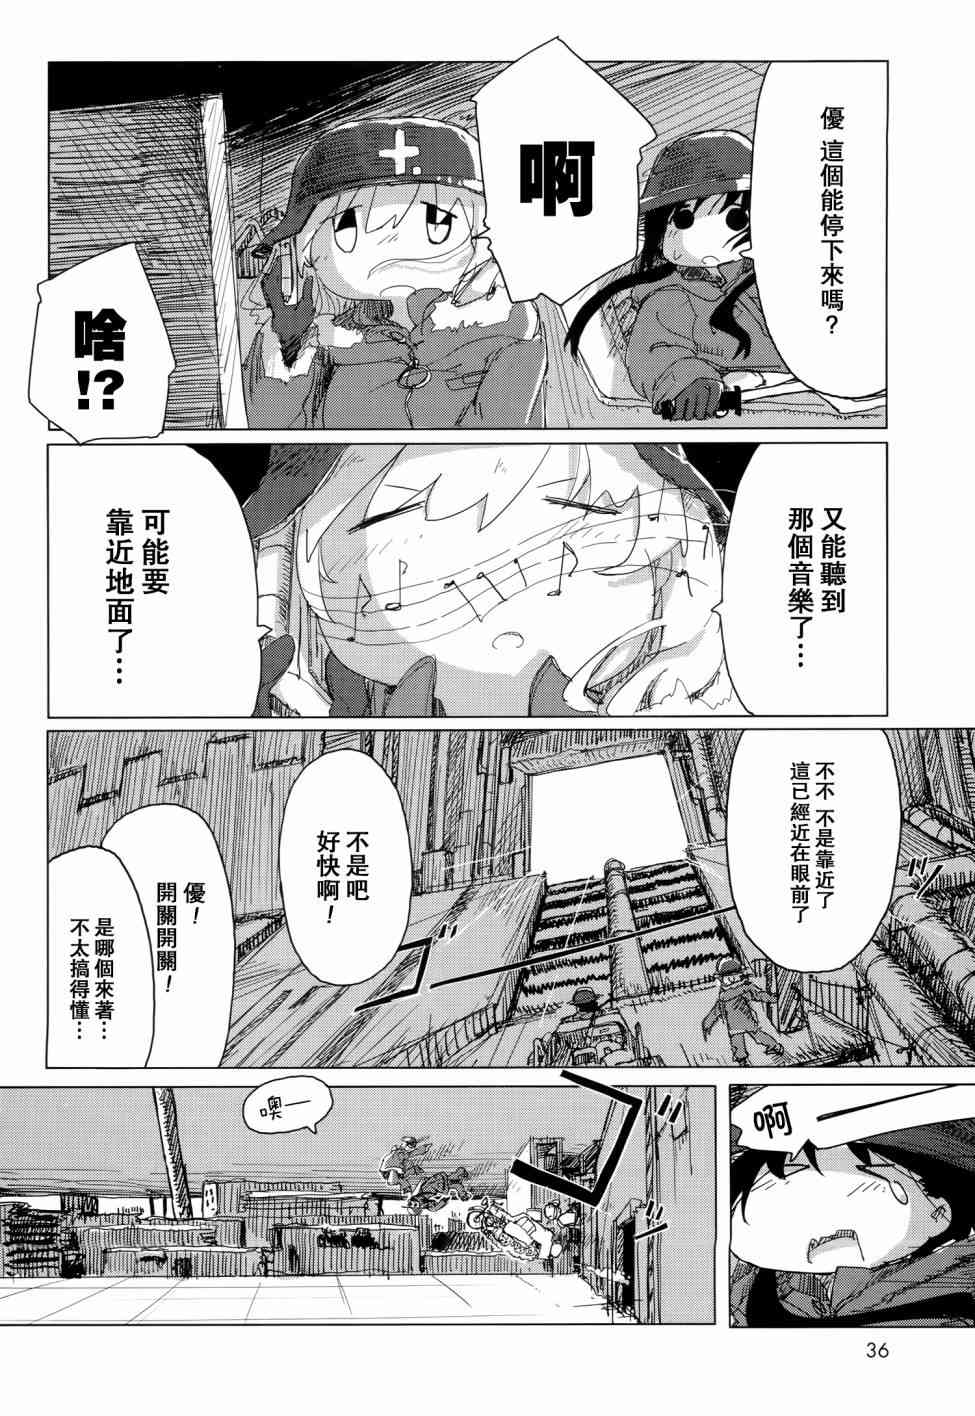 優 這個能停下來嗎?
啊
啥
!?
又能聽到
那個音樂了…
可能要
靠近地面了…
不不 不是靠近了
這已經近在眼前了
不是吧
好快啊!
優!
開關開關!
是哪個來著…
不太搞得懂…
啊——
噢—
36